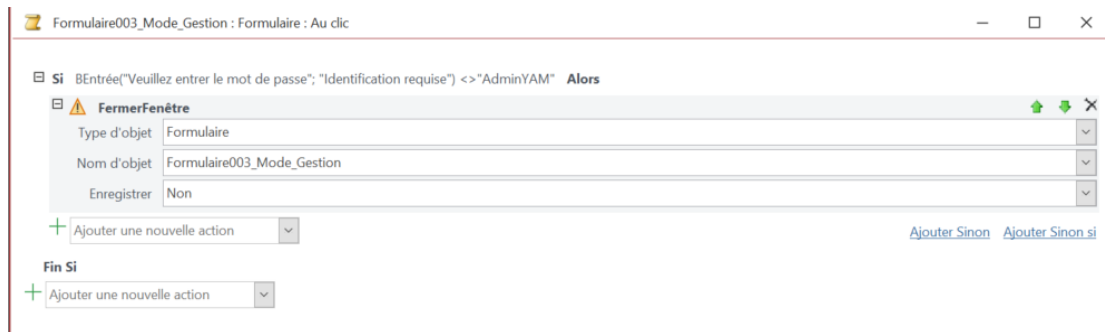 Formulaire003_Mode_Gestion : Formulaire : Au clic
Si BEntrée("Veuillez entrer le mot de passe"; "Identification requise") <>"AdminYAM" Alors
FermerFenêtre
Type d'objet Formulaire
Nom d'objet Formulaire003_Mode_Gestion
Enregistrer Non
Ajouter une nouvelle action
Ajouter Sinon Ajouter Sinon si
Fin Si
Ajouter une nouvelle action